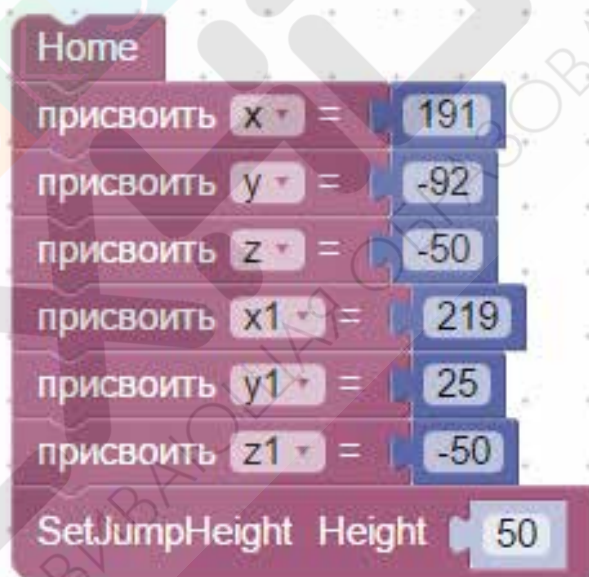 Home
присвоить x = 191
присвоить y = -92
присвоить z = -50
присвоить x1 = 219
присвоить y1 = 25
присвоить z1 = -50
SetJumpHeight Height 50